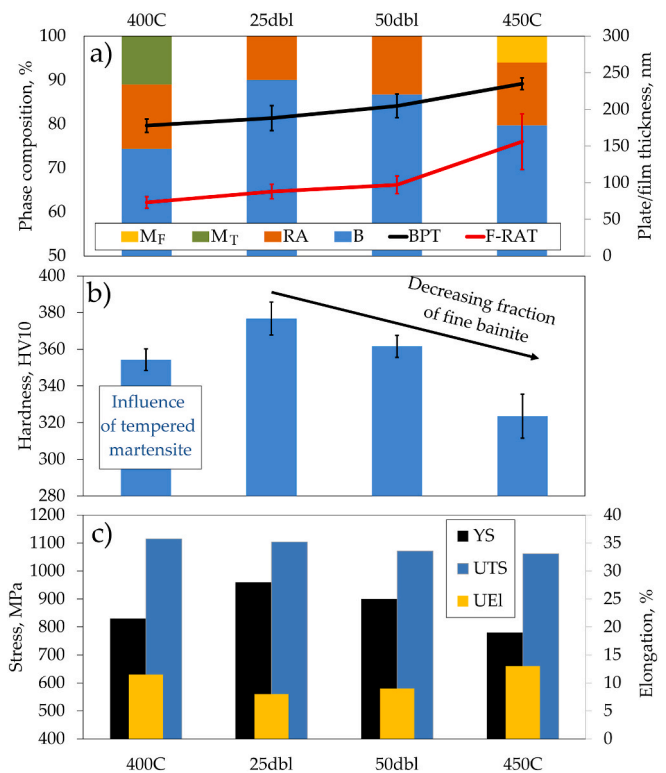 400C 25dbl 50dbl 450C
a)
Phase composition, %
100
90
80
70
60
50
300
250
200
150
100
50
0
Plate/film thickness, nm
MF MT RA B BPT F-RAT
b)
Hardness, HV10
400
380
360
340
320
300
280
Decreasing fraction
of fine bainite
Influence
of tempered
martensite
c)
Stress, MPa
1200
1100
1000
900
800
700
600
500
400
YS
UTS
UEl
40
35
30
25
20
15
10
5
0
Elongation, %
400C 25dbl 50dbl 450C